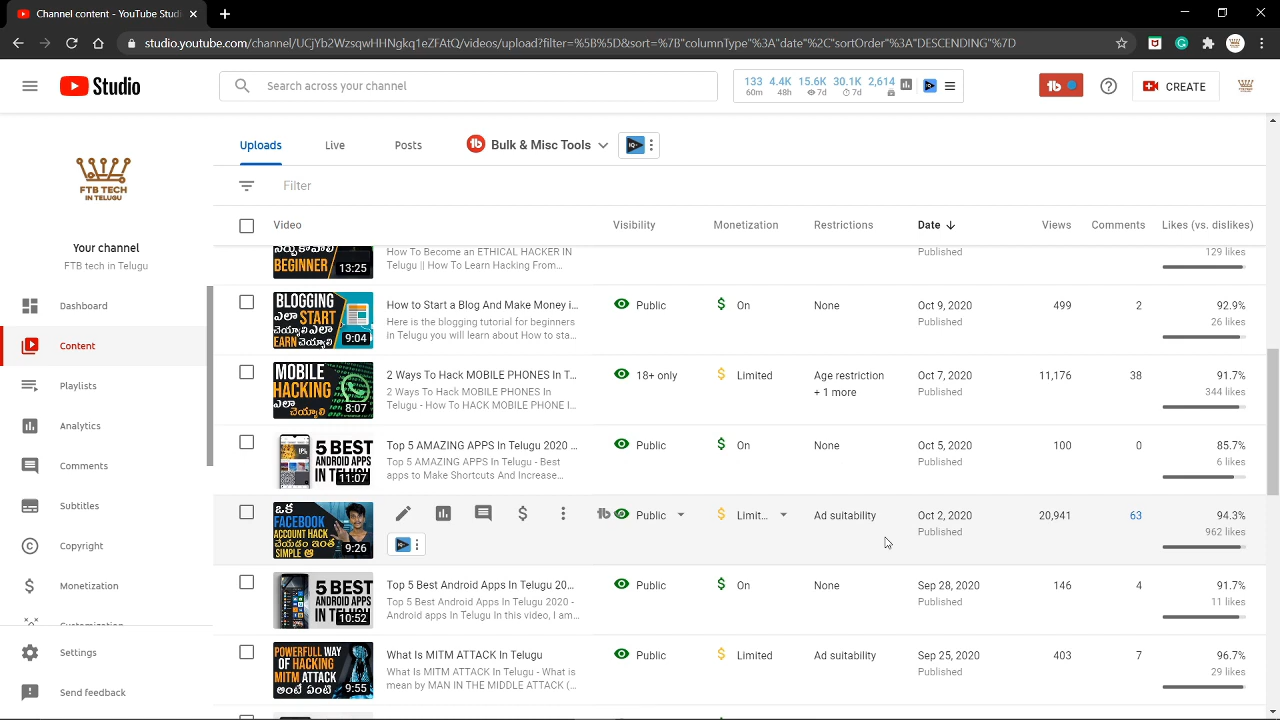 Content - YouTube Stud
studio.youtube.com/channel/UCjYb2WzsqwHHNgkq1eZFAtQ/videos/upload?filter=%5B%5D&sort=%7B"columnType"%3A"date"%2C"sortOrder"%3A"DESCENDING"%7D
Studio
Search across your channel
133 4.4K 15.6K 30.1K 2,614
60m 48h 7d 7d
CREATE
Uploads Live Posts Bulk & Misc Tools
Filter
Video Visibility Monetization Restrictions Date Views Comments Likes (vs. dislikes)
FTB TECH
IN TELUGU
Your channel
FTB tech in Telugu
Dashboard
Content
Playlists
Analytics
Comments
Subtitles
Copyright
Monetization
Customization
Settings
Send feedback
నేర్చుకోవాలి
BEGINNER
13:25
How To Become an ETHICAL HACKER IN
Telugu || How To Learn Hacking From...
Published
129 likes
BLOGGING
ఎలా START
చెయ్యాలి ఎలా
EARN చెయ్యాలి
9:04
How to Start a Blog And Make Money i...
Here is the blogging tutorial for beginners
in Telugu you will learn about How to sta...
Public On None Oct 9, 2020 499 2 92.9%
Published 26 likes
MOBILE
HACKING
ఎలా చెయ్యాలి
8:07
2 Ways To Hack MOBILE PHONES In T...
2 Ways To Hack MOBILE PHONES In
Telugu - How To HACK MOBILE PHONE I...
18+ only Limited Age restriction Oct 7, 2020 11,176 38 91.7%
+ 1 more Published 344 likes
5 BEST
ANDROID APPS
IN TELUGU
11:07
Top 5 AMAZING APPS In Telugu 2020 ...
Top 5 AMAZING APPS In Telugu - Best
apps to Make Shortcuts And Increase...
Public On None Oct 5, 2020 100 0 85.7%
Published 6 likes
ఒక
FACEBOOK
ACCOUNT HACK
చేయడం ఇంత
SIMPLE ఆ
9:26
Public Limit... Ad suitability Oct 2, 2020 20,941 63 94.3%
Published 962 likes
5 BEST
ANDROID APPS
IN TELUGU
10:52
Top 5 Best Android Apps In Telugu 20...
Top 5 Best Android Apps In Telugu 2020 -
Android apps In Telugu In this video, I am...
Public On None Sep 28, 2020 146 4 91.7%
Published 11 likes
POWERFULL WAY
OF HACKING
MITM ATTACK
అంటే ఏంటి
9:55
What Is MITM ATTACK In Telugu
What Is MITM ATTACK In Telugu - What is
mean by MAN IN THE MIDDLE ATTACK (...
Public Limited Ad suitability Sep 25, 2020 403 7 96.7%
Published 29 likes